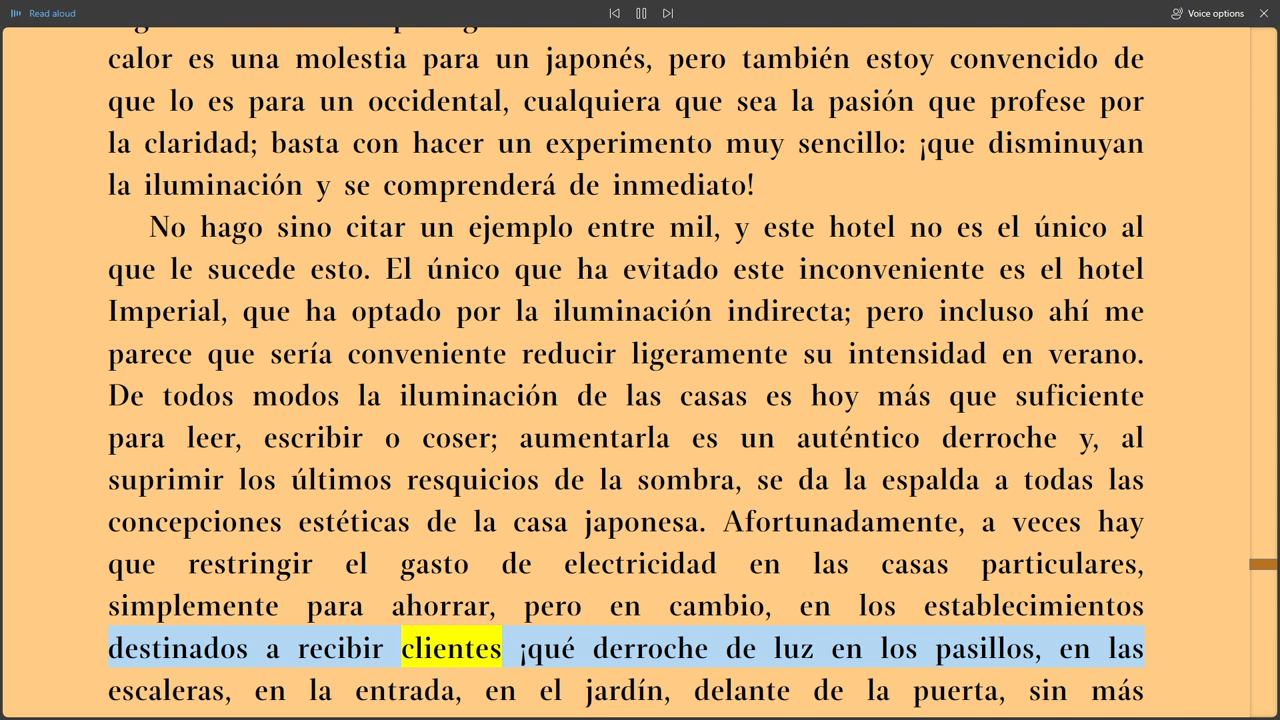 Read aloud
Voice options
calor es una molestia para un japonés, pero también estoy convencido de
que lo es para un occidental, cualquiera que sea la pasión que profese por
la claridad; basta con hacer un experimento muy sencillo: ¡que disminuyan
la iluminación y se comprenderá de inmediato!
No hago sino citar un ejemplo entre mil, y este hotel no es el único al
que le sucede esto. El único que ha evitado este inconveniente es el hotel
Imperial, que ha optado por la iluminación indirecta; pero incluso ahí me
parece que sería conveniente reducir ligeramente su intensidad en verano.
De todos modos la iluminación de las casas es hoy más que suficiente
para leer, escribir o coser; aumentarla es un auténtico derroche y, al
suprimir los últimos resquicios de la sombra, se da la espalda a todas las
concepciones estéticas de la casa japonesa. Afortunadamente, a veces hay
que restringir el gasto de electricidad en las casas particulares,
simplemente para ahorrar, pero en cambio, en los establecimientos
destinados a recibir clientes ¡qué derroche de luz en los pasillos, en las
escaleras, en la entrada, en el jardín, delante de la puerta, sin más